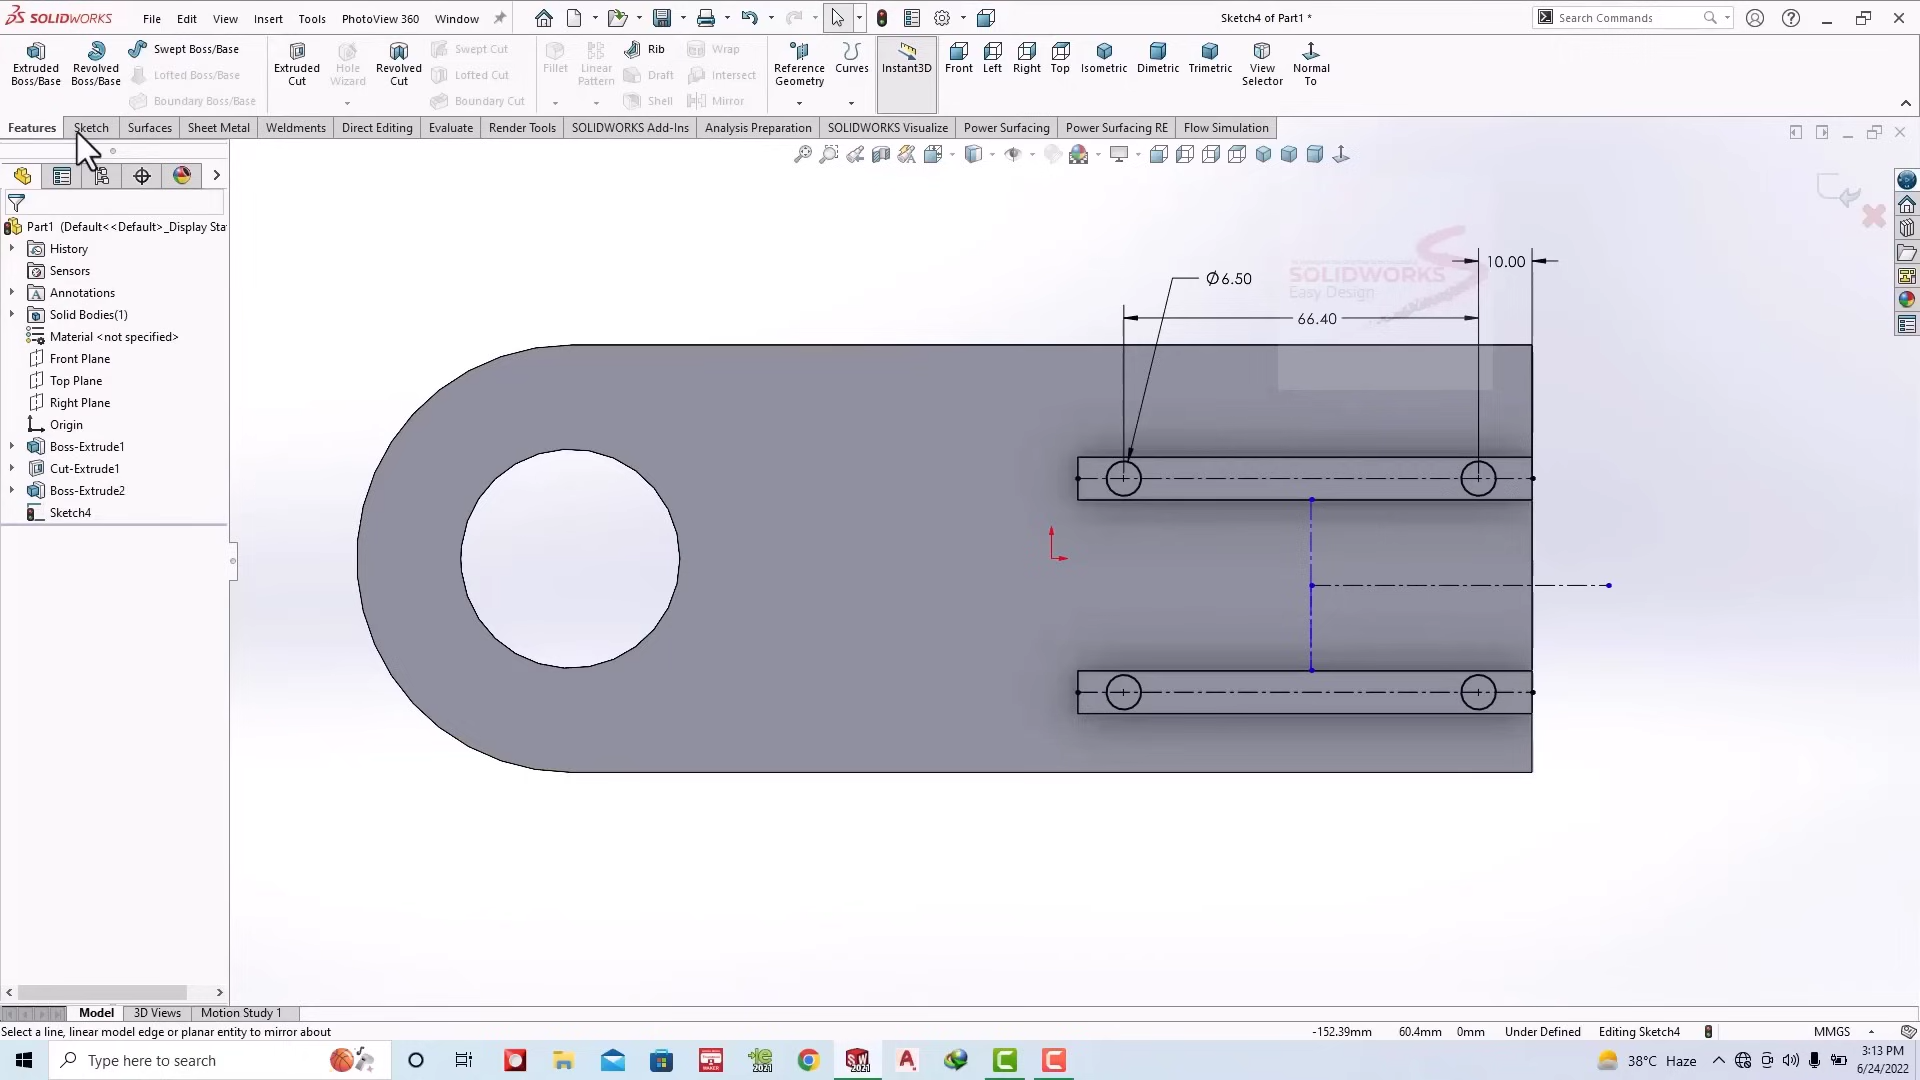 SOLIDWORKS File Edit View Insert Tools PhotoView 360 Window Sketch4 of Part1 * Search Commands
Extruded Boss/Base Revolved Boss/Base Swept Boss/Base Lofted Boss/Base Boundary Boss/Base Extruded Cut Hole Wizard Revolved Cut Swept Cut Lofted Cut Boundary Cut Fillet Linear Pattern Rib Draft Shell Wrap Intersect Mirror Reference Geometry Curves Instant3D Front Left Right Top Isometric Dimetric Trimetric View Selector Normal To
Features Sketch Surfaces Sheet Metal Weldments Direct Editing Evaluate Render Tools SOLIDWORKS Add-Ins Analysis Preparation SOLIDWORKS Visualize Power Surfacing Power Surfacing RE Flow Simulation
Part1 (Default<<Default>_Display Sta
History
Sensors
Annotations
Solid Bodies(1)
Material <not specified>
Front Plane
Top Plane
Right Plane
Origin
Boss-Extrude1
Cut-Extrude1
Boss-Extrude2
Sketch4
10.00
Ø6.50
SOLIDWORKS
Easy Design
66.40
Model 3D Views Motion Study 1
Select a line, linear model edge or planar entity to mirror about -152.39mm 60.4mm 0mm Under Defined Editing Sketch4 MMGS
Type here to search 38°C Haze 3:13 PM
6/24/2022